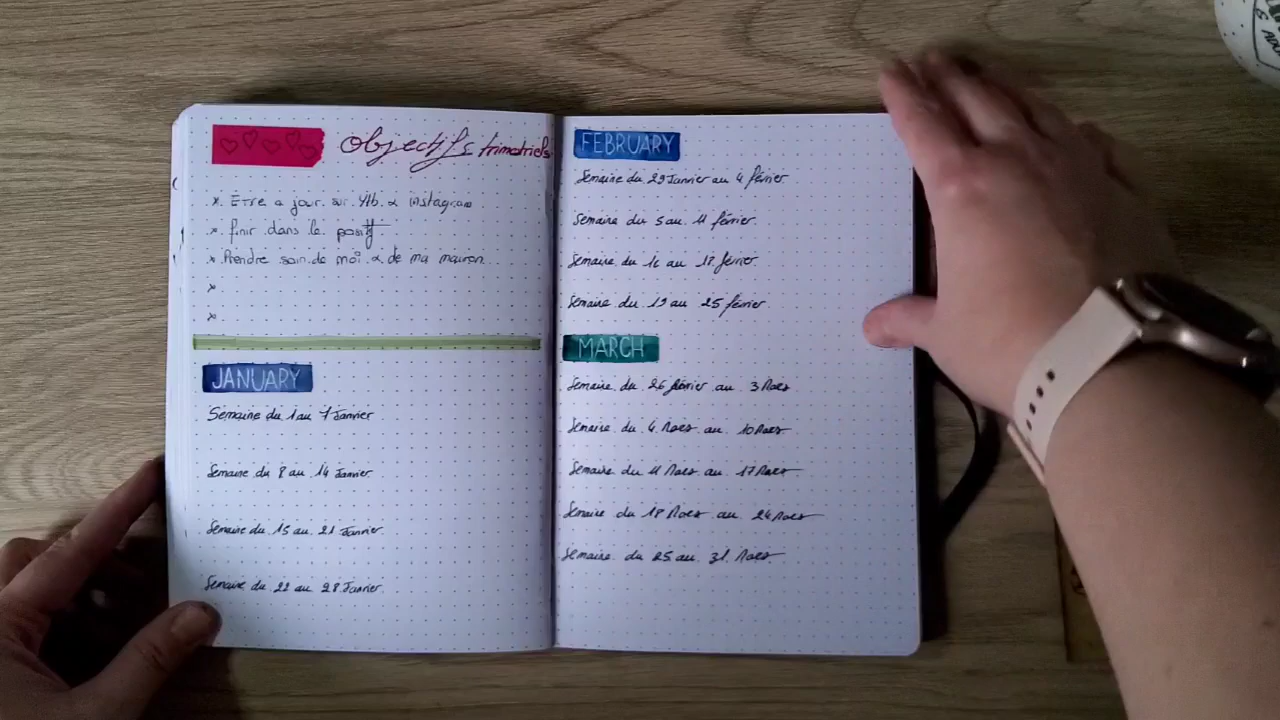 Objectifs trimestriels
* Être a jour sur Ytb & instagram
* finir dans le positif
* Prendre soin de moi & de ma maison
*
*
JANUARY
Semaine du 1 au 7 Janvier
Semaine du 8 au 14 Janvier
Semaine du 15 au 21 Janvier
Semaine du 22 au 28 Janvier
FEBRUARY
Semaine du 29 Janvier au 4 février
Semaine du 5 au 11 février
Semaine du 12 au 18 février
Semaine du 19 au 25 février
MARCH
Semaine du 26 février au 3 Mars
Semaine du 4 Mars au 10 Mars
Semaine du 11 Mars au 17 Mars
Semaine du 18 Mars au 24 Mars
Semaine du 25 au 31 Mars